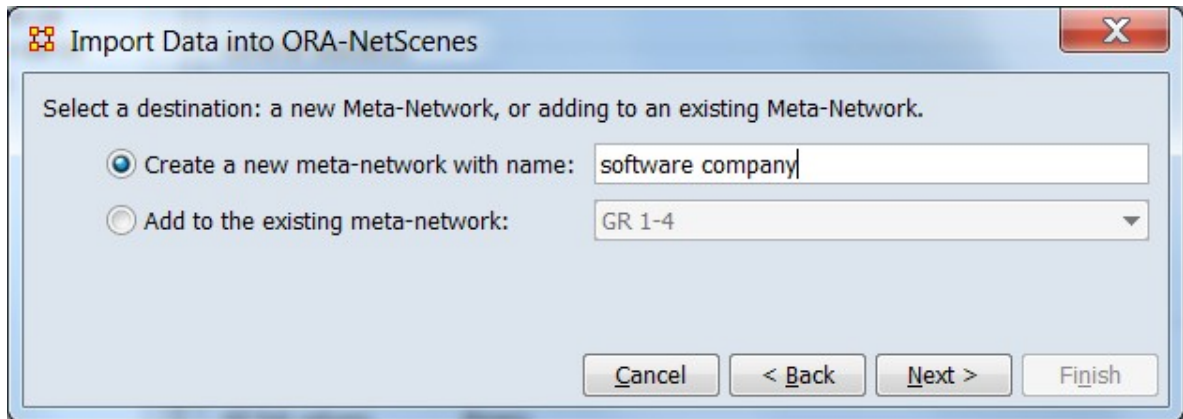 Import Data into ORA-NetScenes
X
Select a destination: a new Meta-Network, or adding to an existing Meta-Network.
Create a new meta-network with name: software company
Add to the existing meta-network: GR 1-4
Cancel < Back Next > Finish